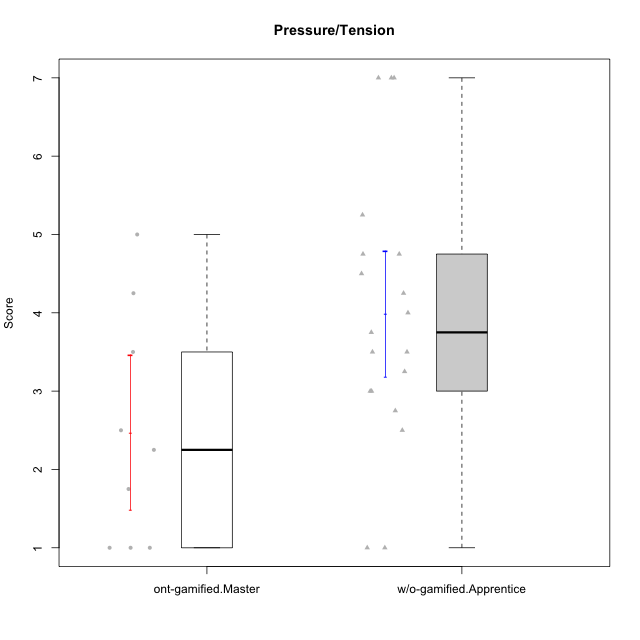 Pressure/Tension
Score
7
6
5
4
3
2
1
ont-gamified.Master
w/o-gamified.Apprentice